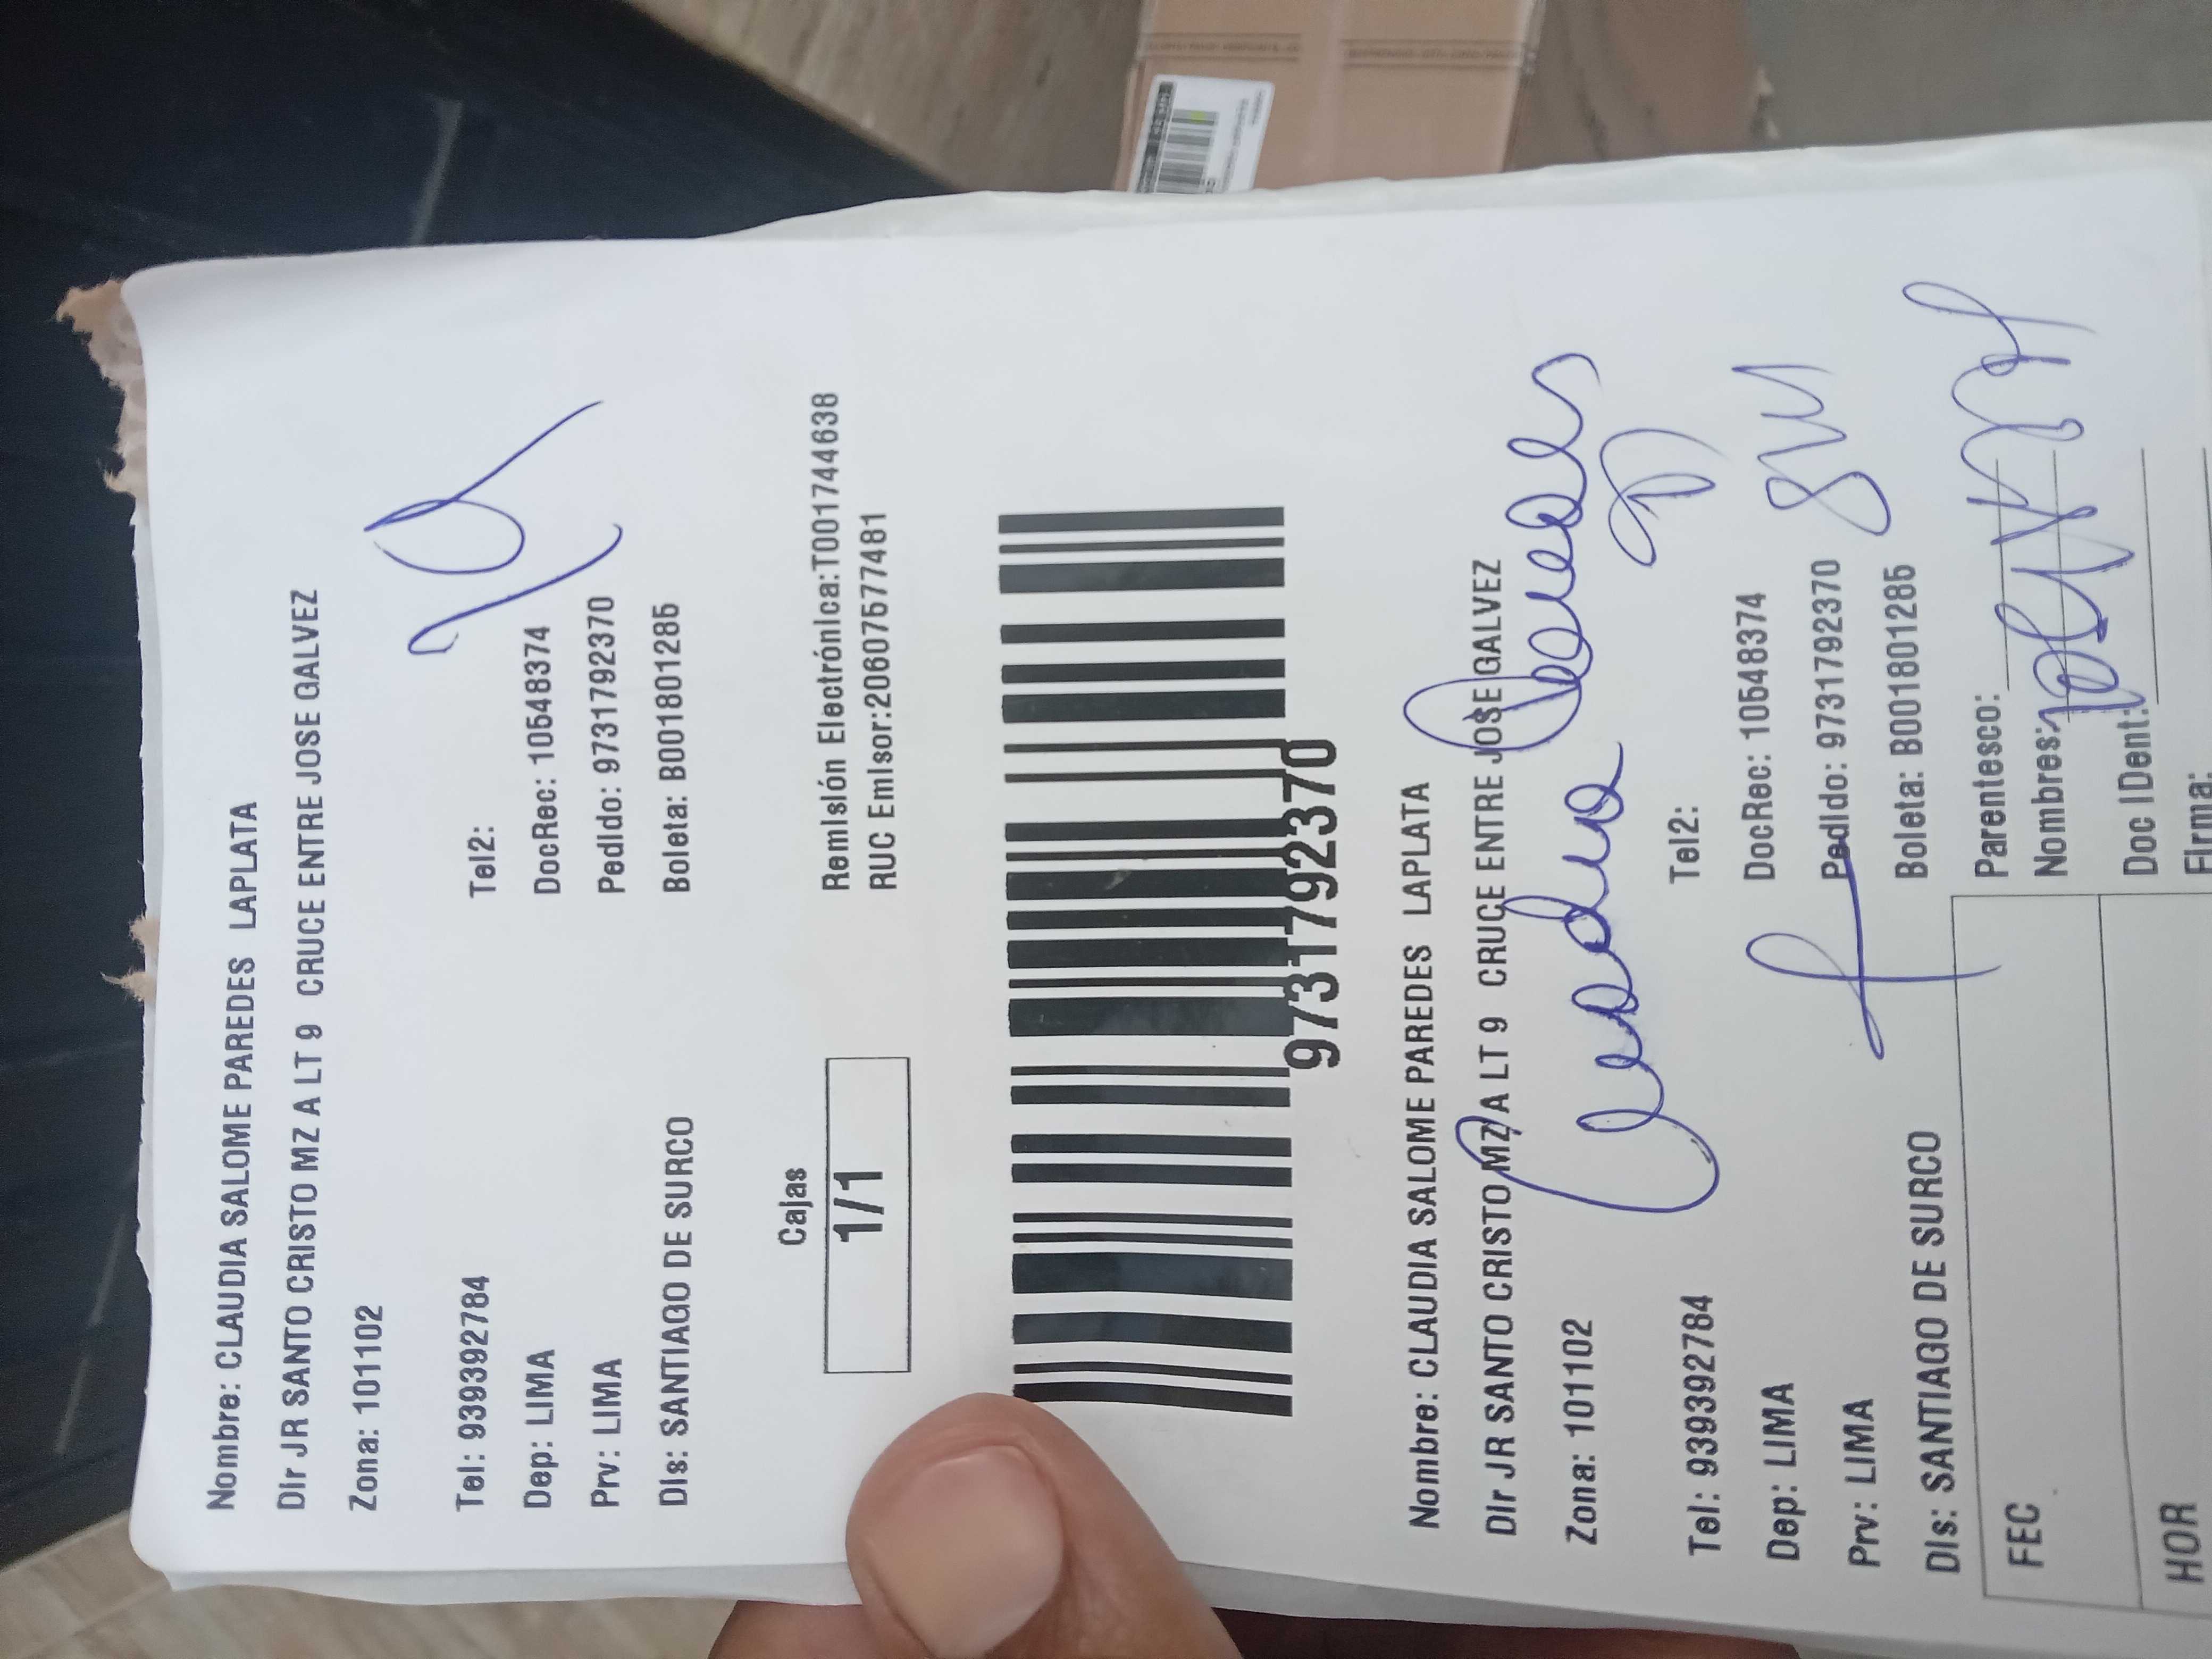 Nombre: CLAUDIA SALOME PAREDES LAPLATA
DIr JR SANTO CRISTO MZ A LT 9 CRUCE ENTRE JOSE GALVEZ
Zona: 101102
Tel: 939392784 Tel2:
Dep: LIMA DocRec: 10548374
Prv: LIMA Pedido: 9731792370
DIs: SANTIAGO DE SURCO Boleta: B001801285
Cajas
1/1
Remisión Electrónica:T001744638
RUC Emisor:20607577481
9731792370
Nombre: CLAUDIA SALOME PAREDES LAPLATA
DIr JR SANTO CRISTO MZ A LT 9 CRUCE ENTRE JOSE GALVEZ
Zona: 101102
Claudia Paredes
Tel: 939392784 Tel2:
Dep: LIMA DocRec: 10548374
Prv: LIMA Pedido: 9731792370
DIs: SANTIAGO DE SURCO Boleta: B001801285
FEC
HOR
Parentesco:
Nombres:
Doc IDent:
Firma: